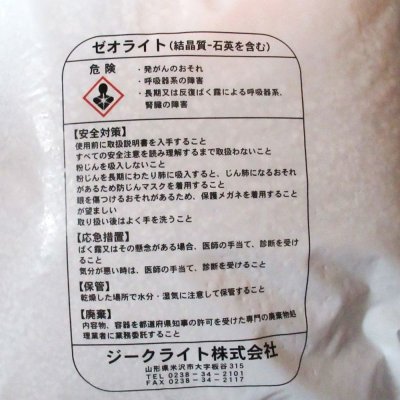 ゼオライト(結晶質-石英を含む)
危険
・発がんのおそれ
・呼吸器系の障害
・長期又は反復ばく露による呼吸器系、
腎臓の障害
【安全対策】
使用前に取扱説明書を入手すること
すべての安全注意を読み理解するまで取扱わないこと
粉じんを吸入しないこと
粉じんを長期にわたり肺に吸入すると、じん肺になるおそれ
があるため防じんマスクを着用すること
眼を傷つけるおそれがあるため、保護メガネを着用すること
が望ましい
取り扱い後はよく手を洗うこと
【応急措置】
ばく露又はその懸念がある場合、医師の手当て、診断を受け
ること
気分が悪い時は、医師の手当て、診断を受けること
【保管】
乾燥した場所で水分・湿気に注意して保管すること
【廃棄】
内容物、容器を都道府県知事の許可を受けた専門の廃棄物処
理業者に業務委託すること
ジークライト株式会社
山形県米沢市大字板谷315
TEL 0238-34-2101
FAX 0238-34-2117